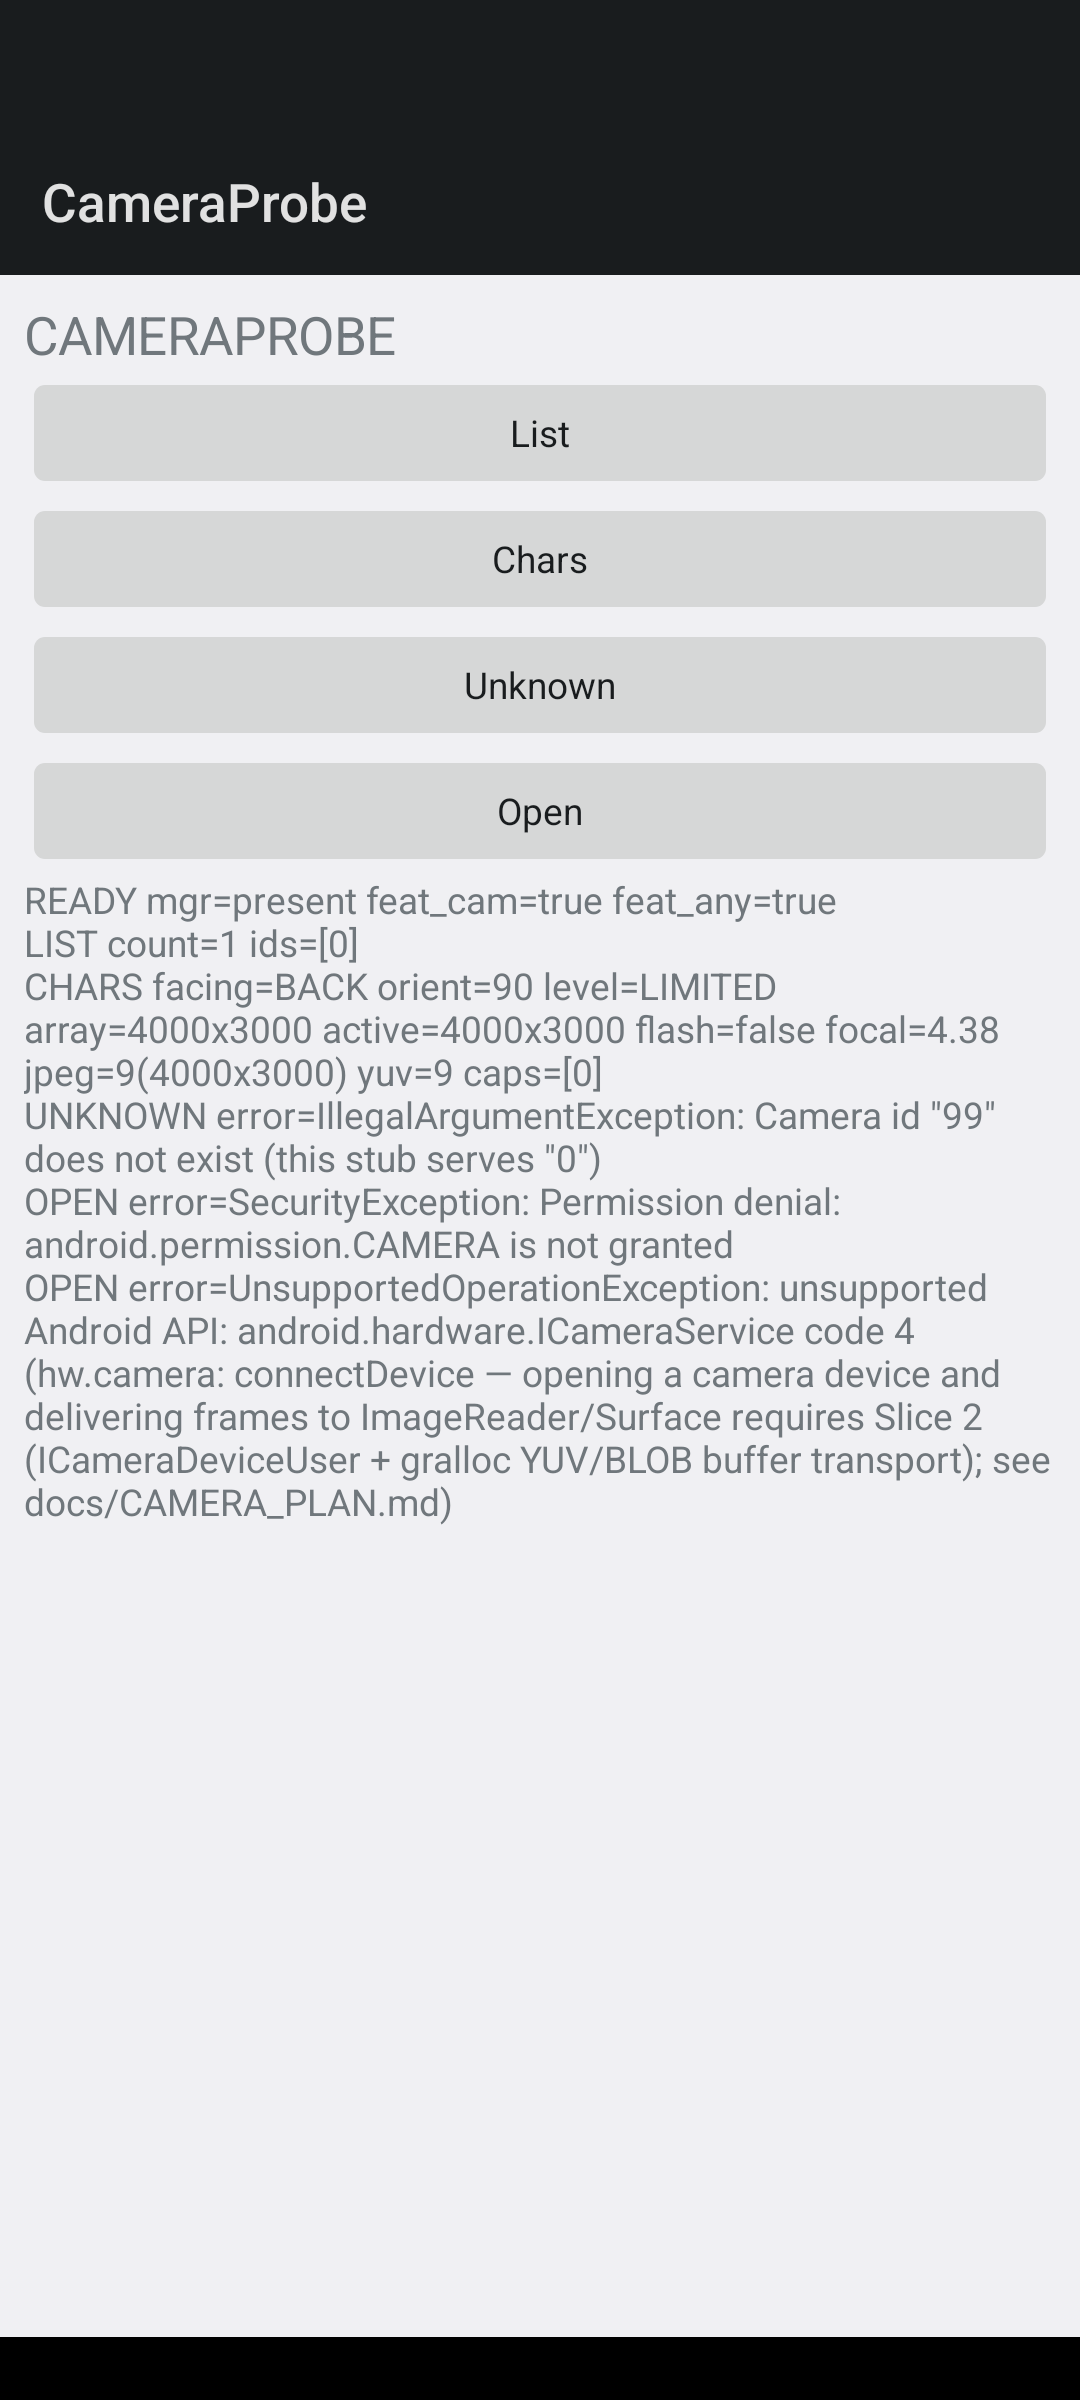 CameraProbe
CAMERAPROBE
List
Chars
Unknown
Open
READY mgr=present feat_cam=true feat_any=true
LIST count=1 ids=[0]
CHARS facing=BACK orient=90 level=LIMITED
array=4000x3000 active=4000x3000 flash=false focal=4.38
jpeg=9(4000x3000) yuv=9 caps=[0]
UNKNOWN error=IllegalArgumentException: Camera id "99"
does not exist (this stub serves "0")
OPEN error=SecurityException: Permission denial:
android.permission.CAMERA is not granted
OPEN error=UnsupportedOperationException: unsupported
Android API: android.hardware.ICameraService code 4
(hw.camera: connectDevice — opening a camera device and
delivering frames to ImageReader/Surface requires Slice 2
(ICameraDeviceUser + gralloc YUV/BLOB buffer transport); see
docs/CAMERA_PLAN.md)